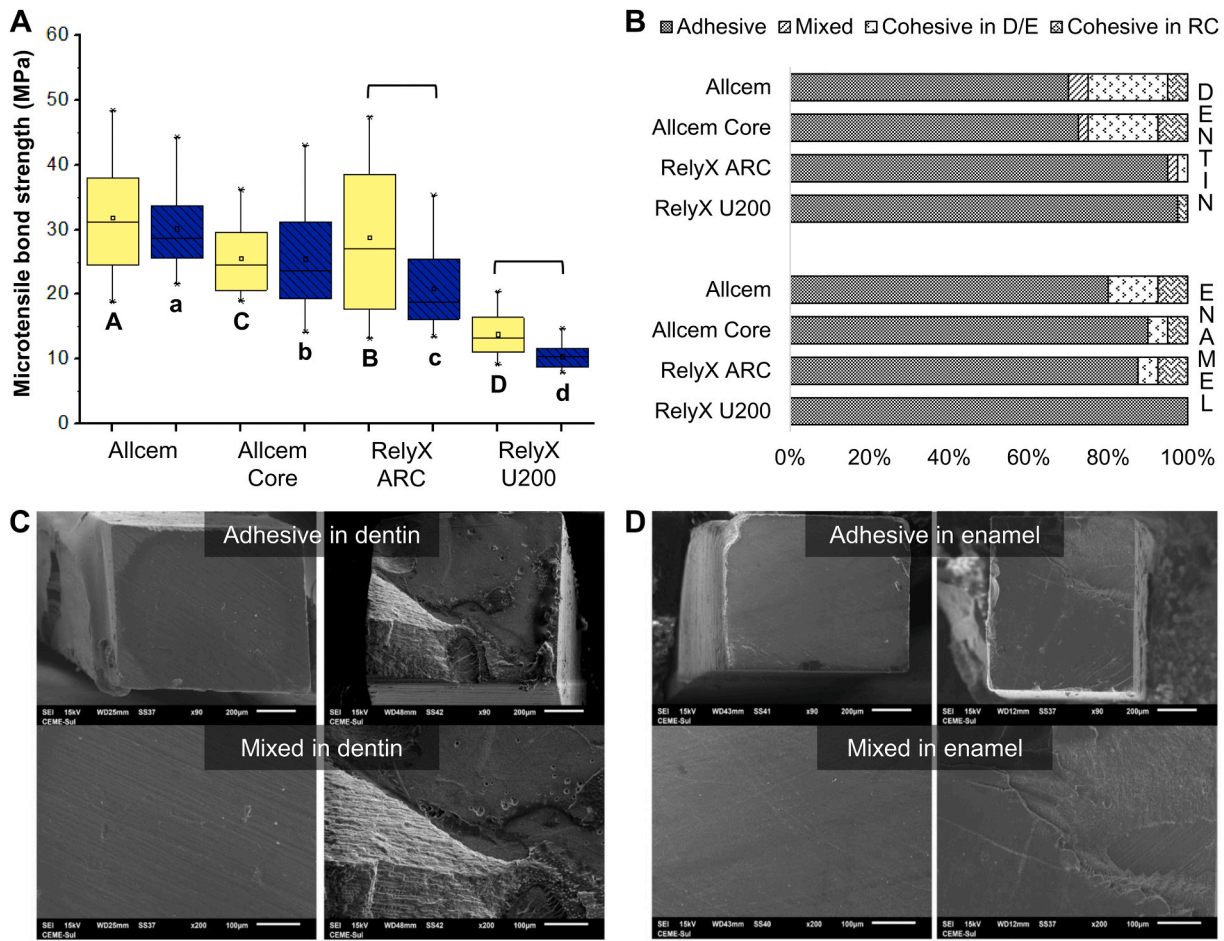 A
Microtensile bond strength (MPa)
60
50
40
30
20
10
0
A
a
C
b
B
c
D
d
Allcem
Allcem
Core
RelyX
ARC
RelyX
U200
B
Adhesive Mixed Cohesive in D/E Cohesive in RC
Allcem
Allcem Core
RelyX ARC
RelyX U200
DENTIN
Allcem
Allcem Core
RelyX ARC
RelyX U200
ENAMEL
0% 20% 40% 60% 80% 100%
C
Adhesive in dentin
SEI 15kV WD25mm SS37 x90 200µm
CEME-Sul
SEI 15kV WD48mm SS42 x90 200µm
CEME-Sul
Mixed in dentin
SEI 15kV WD25mm SS37 x200 100µm
CEME-Sul
SEI 15kV WD48mm SS42 x200 100µm
CEME-Sul
D
Adhesive in enamel
SEI 15kV WD43mm SS41 x90 200µm
CEME-Sul
SEI 15kV WD12mm SS37 x90 200µm
CEME-Sul
Mixed in enamel
SEI 15kV WD43mm SS40 x200 100µm
CEME-Sul
SEI 15kV WD12mm SS37 x200 100µm
CEME-Sul